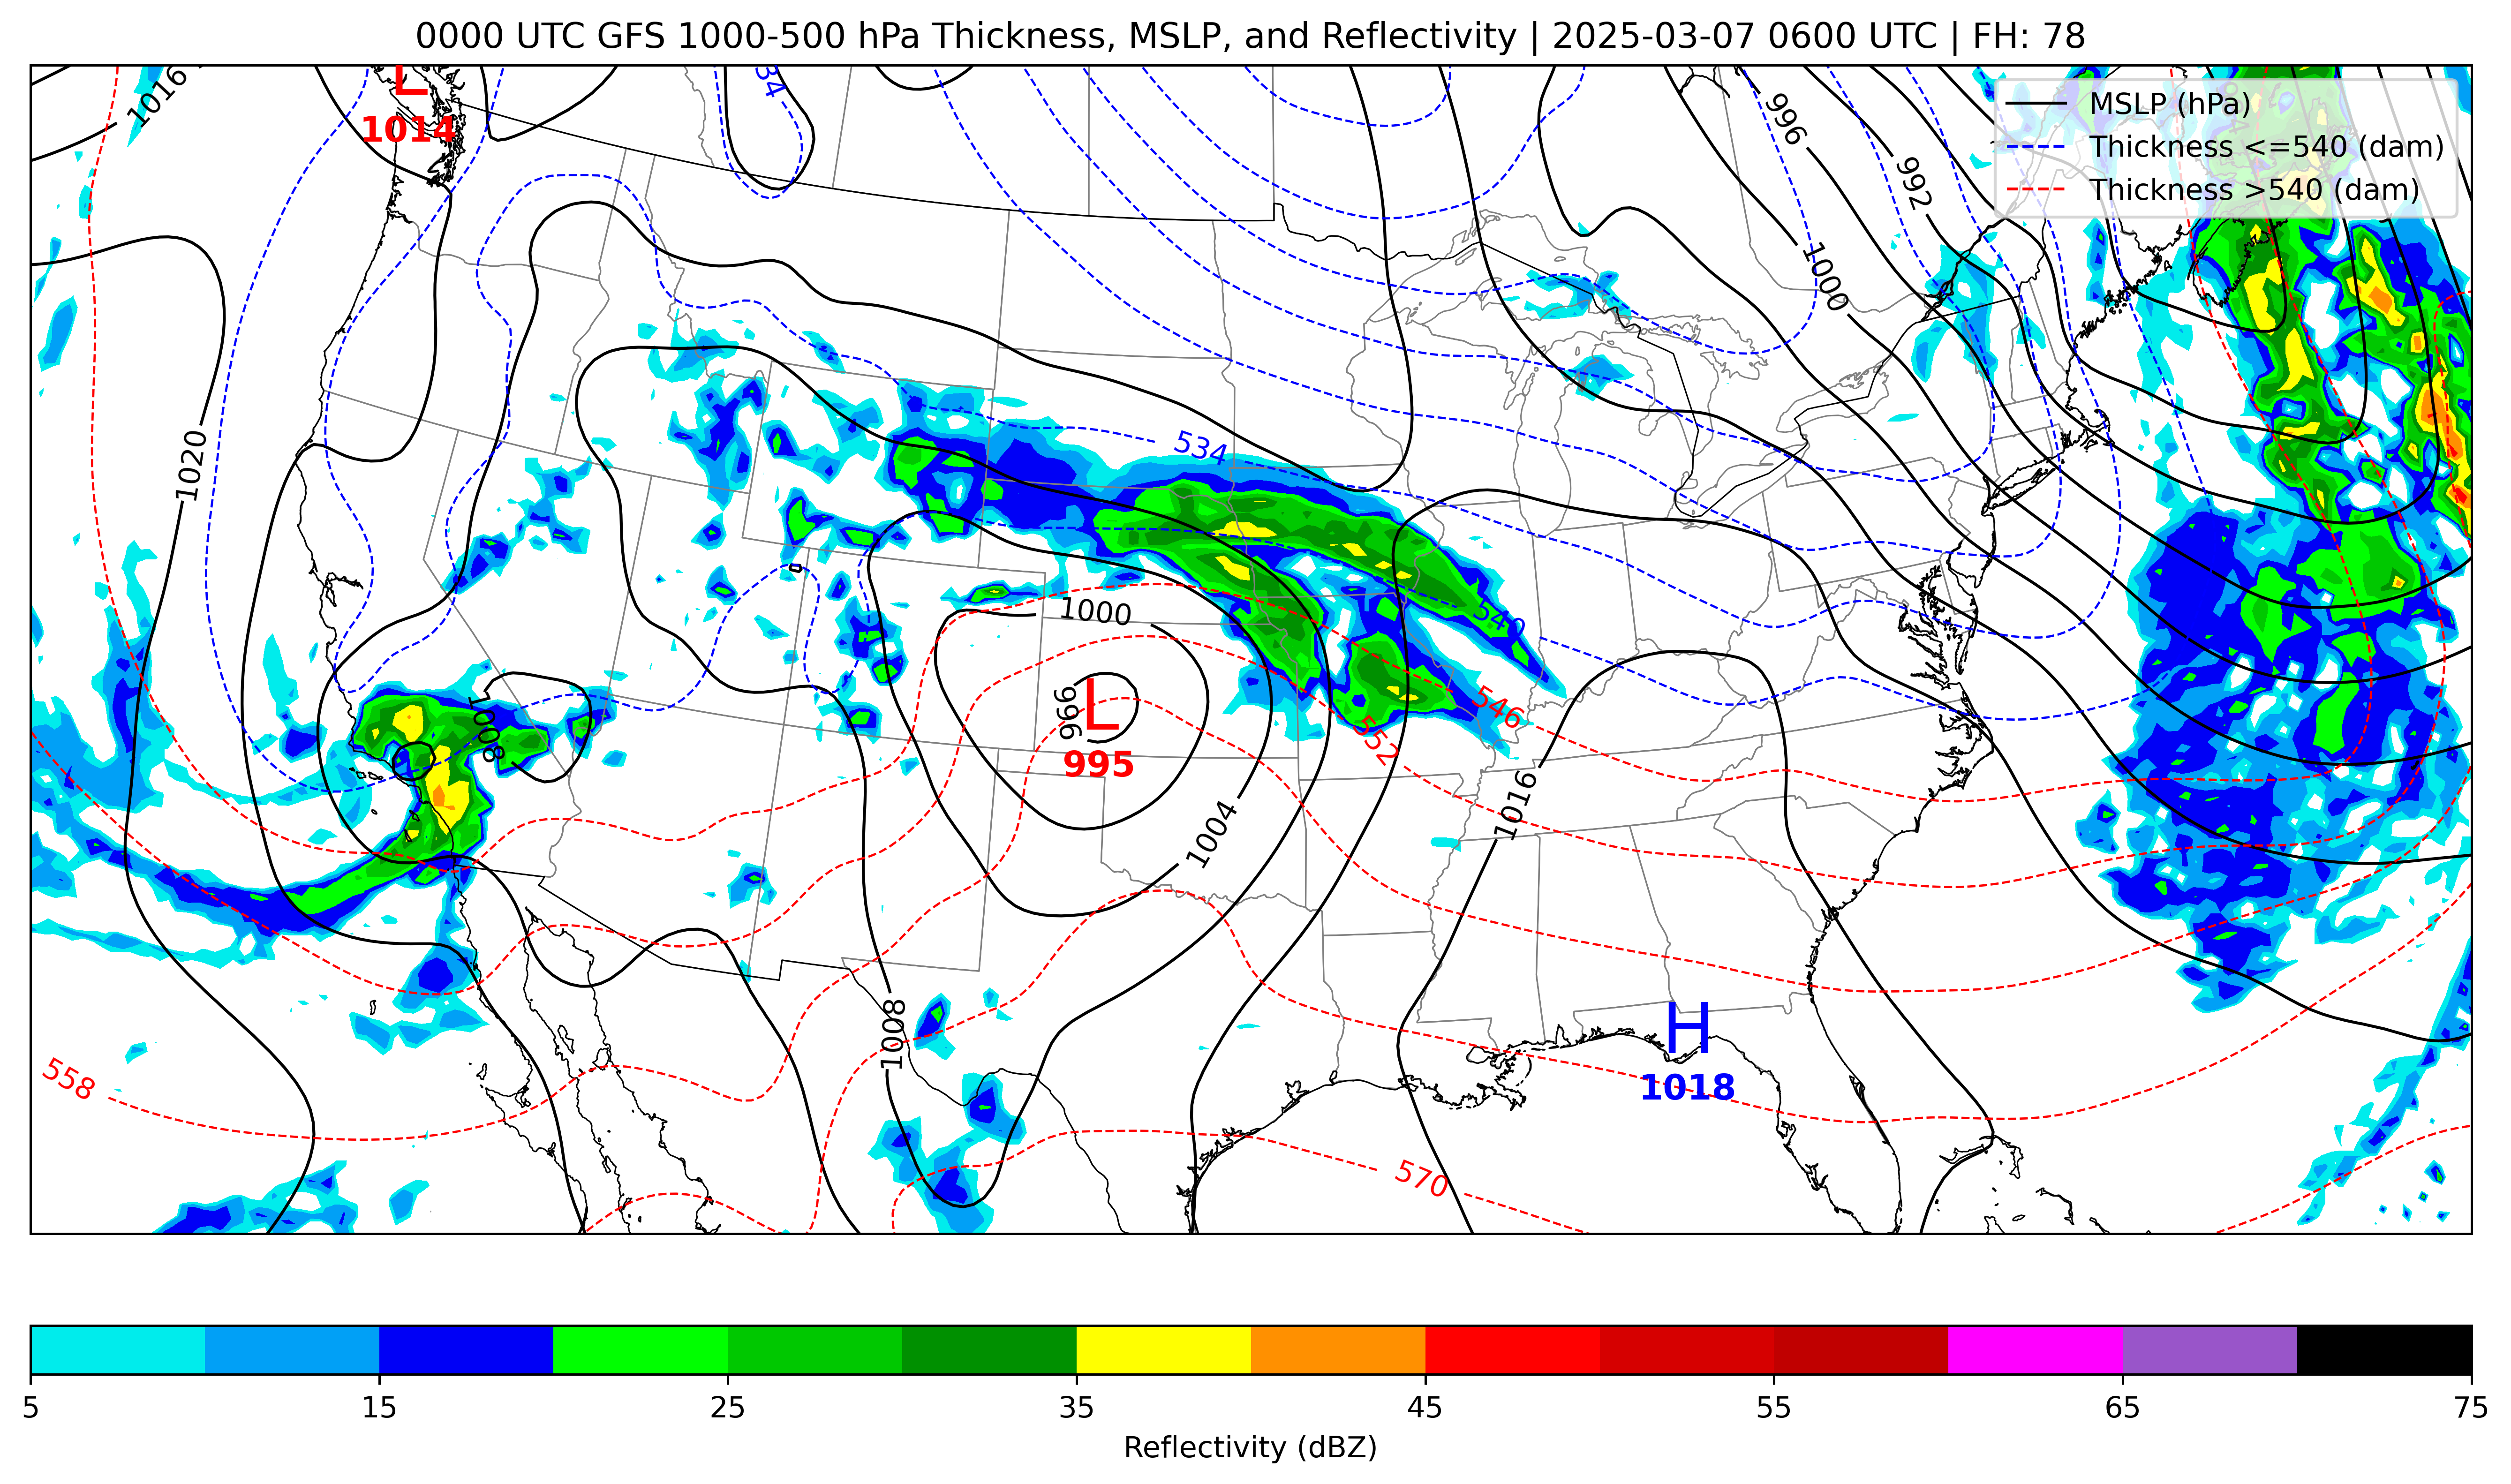 0000 UTC GFS 1000-500 hPa Thickness, MSLP, and Reflectivity | 2025-03-07 0600 UTC | FH: 78
MSLP (hPa)
Thickness <=540 (dam)
Thickness >540 (dam)
1016
L
1014
534
996
992
1000
1020
534
1000
540
996
L
995
546
552
1008
1004
1016
1008
H
1018
558
570
5 15 25 35 45 55 65 75
Reflectivity (dBZ)